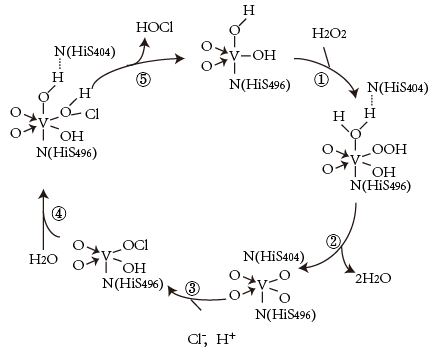 H
HOCl
O
H2O2
N(HiS404)
O
V
OH
H
O
⑤
①
N(HiS404)
O
H
N(HiS496)
O
Cl
H
H
O
V
O
O
OH
O
OOH
N(HiS496)
V
O
OH
N(HiS496)
④
②
O
OCl
N(HiS404)
H2O
V
O
O
O
OH
③
V
2H2O
N(HiS496)
O
O
N(HiS496)
Cl-, H+